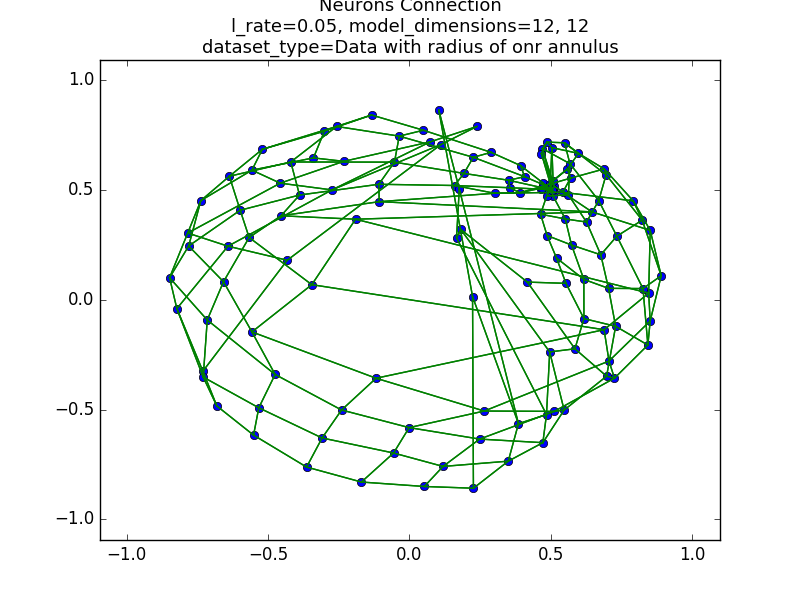 Neurons Connection
l_rate=0.05, model_dimensions=12, 12
dataset_type=Data with radius of onr annulus
1.0
0.5
0.0
−0.5
−1.0
−1.0 −0.5 0.0 0.5 1.0